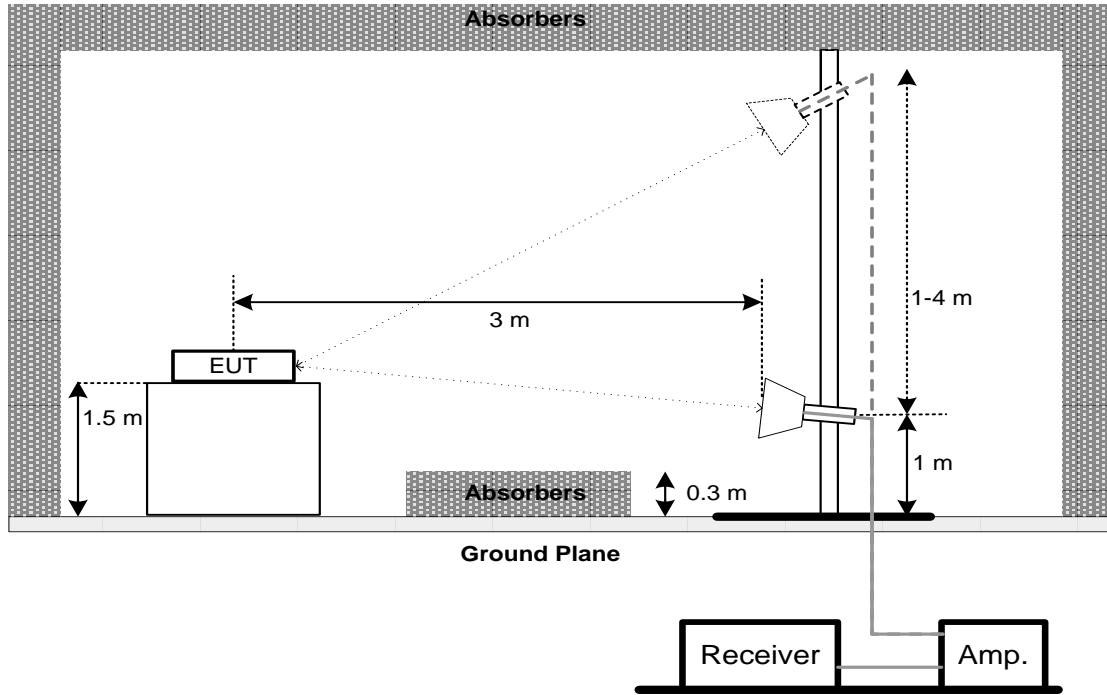 Absorbers
1-4 m
3 m
EUT
1.5 m
1 m
Absorbers
0.3 m
Ground Plane
Receiver
Amp.